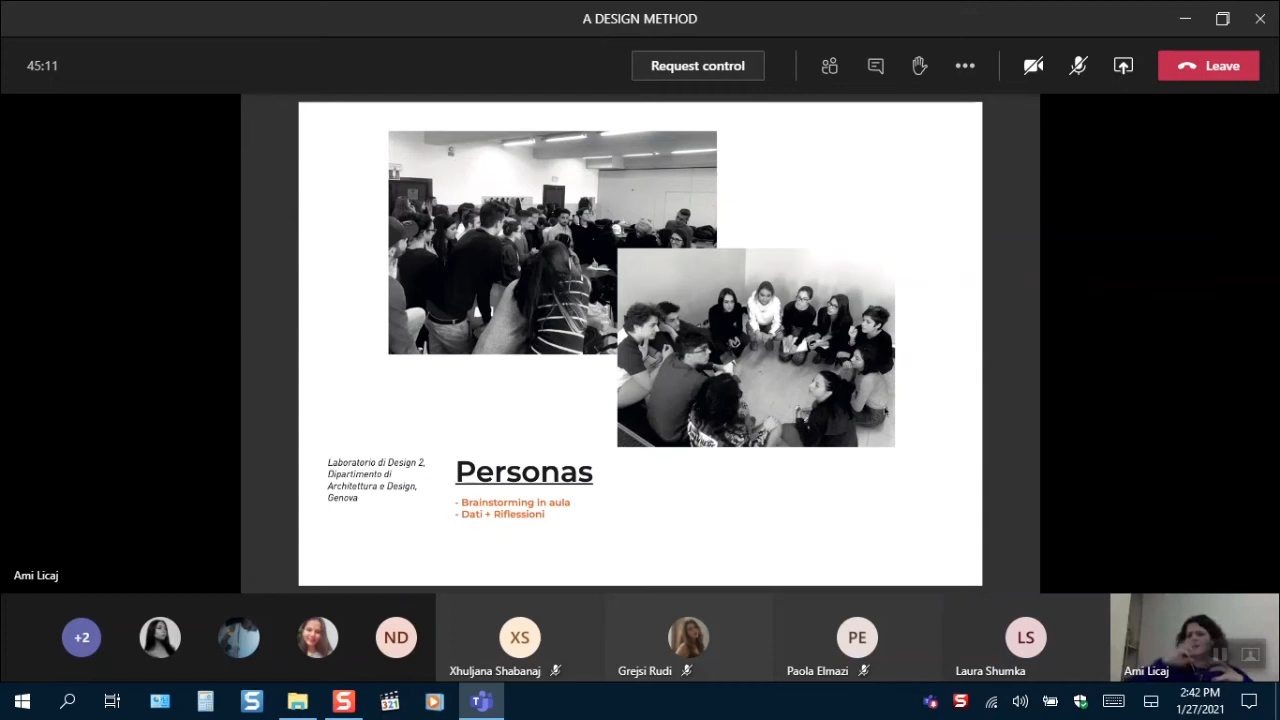 A DESIGN METHOD
45:11
Request control
Leave
Laboratorio di Design 2,
Dipartimento di
Architettura e Design,
Genova
Personas
- Brainstorming in aula
- Dati + Riflessioni
Ami Licaj
+2
ND
XS
PE
LS
Xhuljana Shabanaj
Grejsi Rudi
Paola Elmazi
Laura Shumka
Ami Licaj
S
S
321
S
2:42 PM
1/27/2021